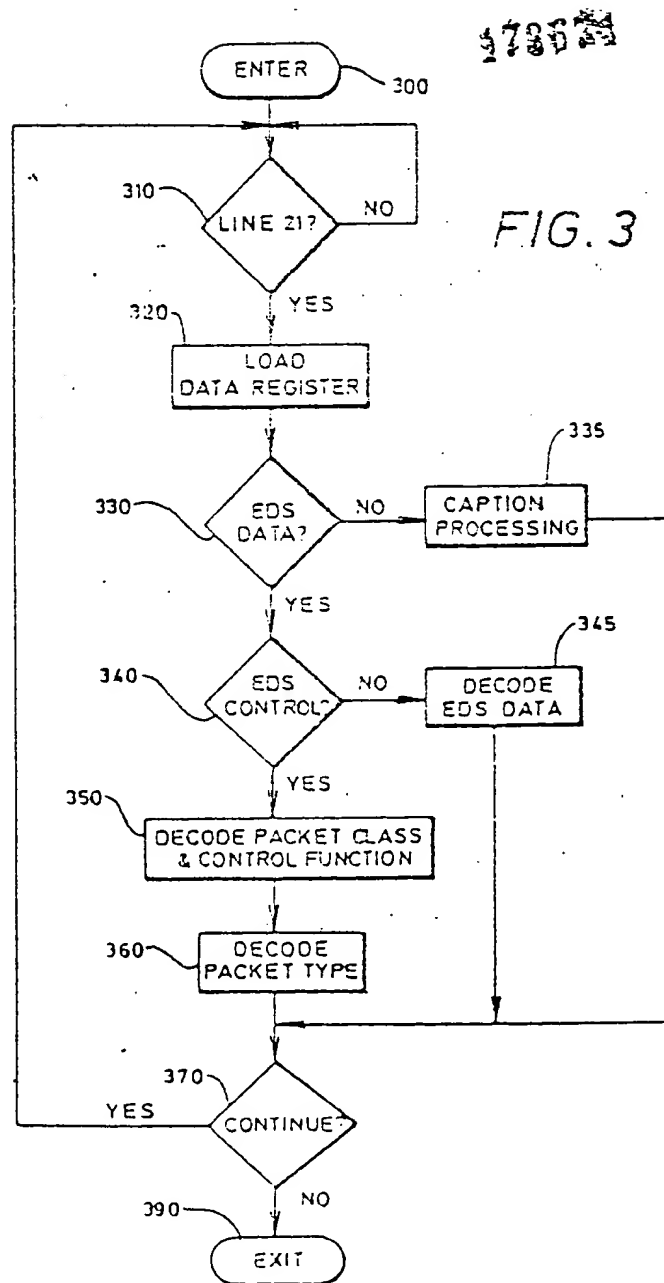 ENTER
300
310
LINE 21?
NO
FIG. 3
YES
320
LOAD
DATA REGISTER
335
330
EDS
DATA?
NO
CAPTION
PROCESSING
YES
345
340
EDS
CONTROL?
NO
DECODE
EDS DATA
YES
350
DECODE PACKET CLASS
& CONTROL FUNCTION
360
DECODE
PACKET TYPE
370
YES
CONTINUE?
NO
390
EXIT